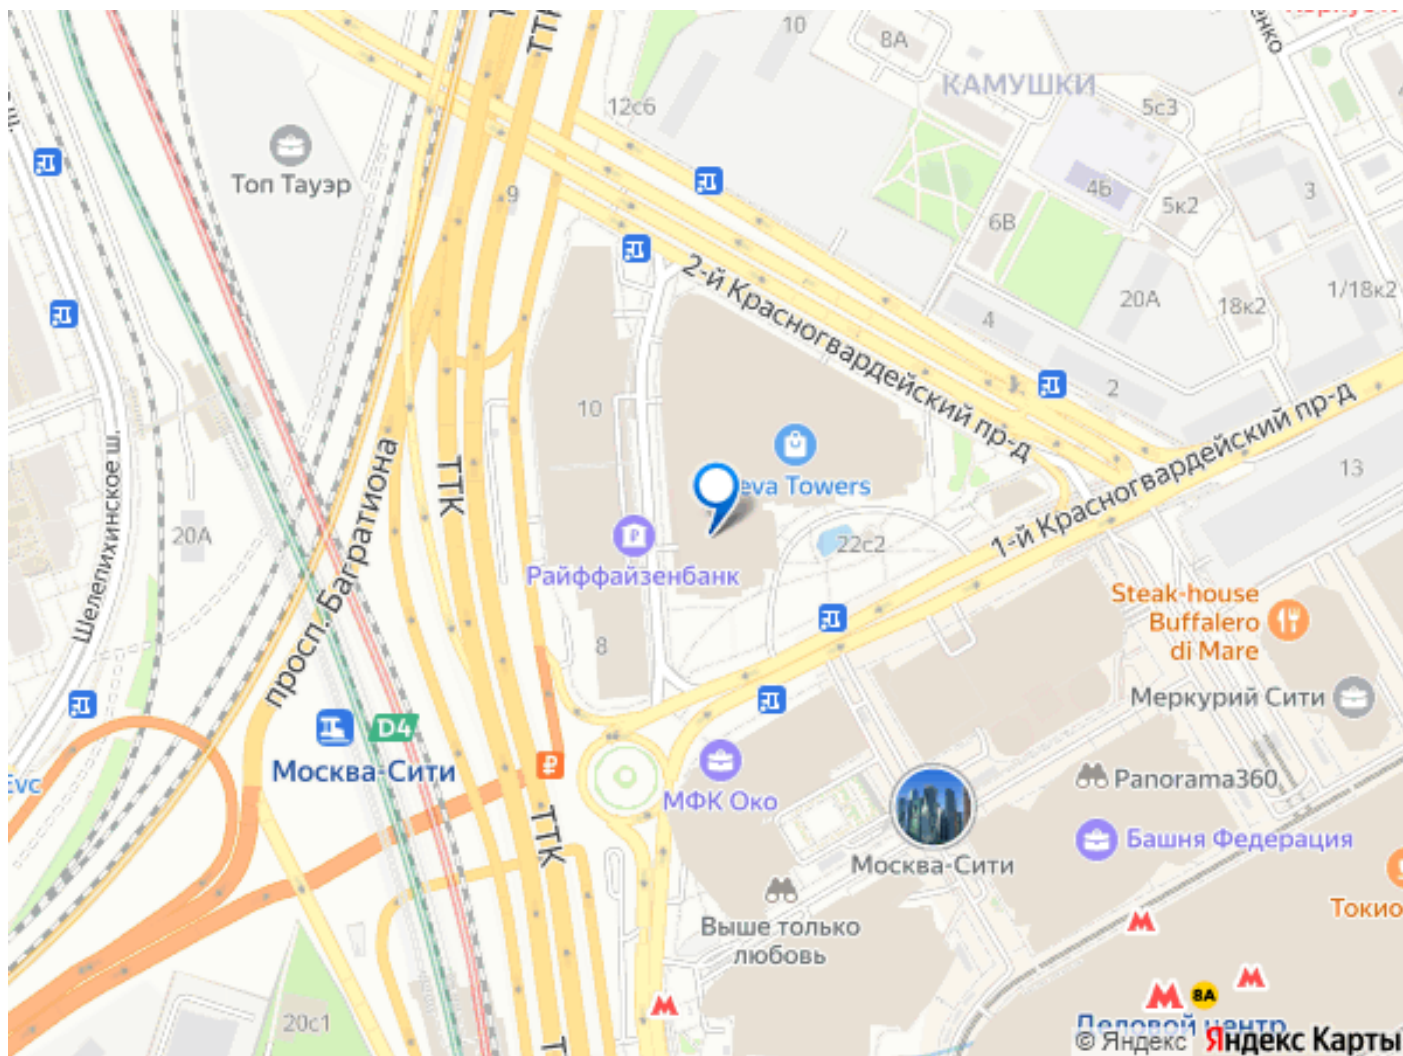 ТТК
10
8А
КАМУШКИ
12с6
5с3
Топ Тауэр
9
4Б
5к2
3
6В
2-й Красногвардейский пр-д
20А
18к2
1/18к2
4
2
10
eva Towers
1-й Красногвардейский пр-д
13
просп. Багратиона
ТТК
Шелепихинское ш.
20А
22с2
Райффайзенбанк
Steak-house
Buffalero
di Mare
8
Меркурий Сити
D4
Москва-Сити
₽
МФК Око
Panorama360
ТТК
Башня Федерация
Москва-Сити
Выше только
любовь
Токио
8А
20с1
Деловой центр
© Яндекс Яндекс Карты